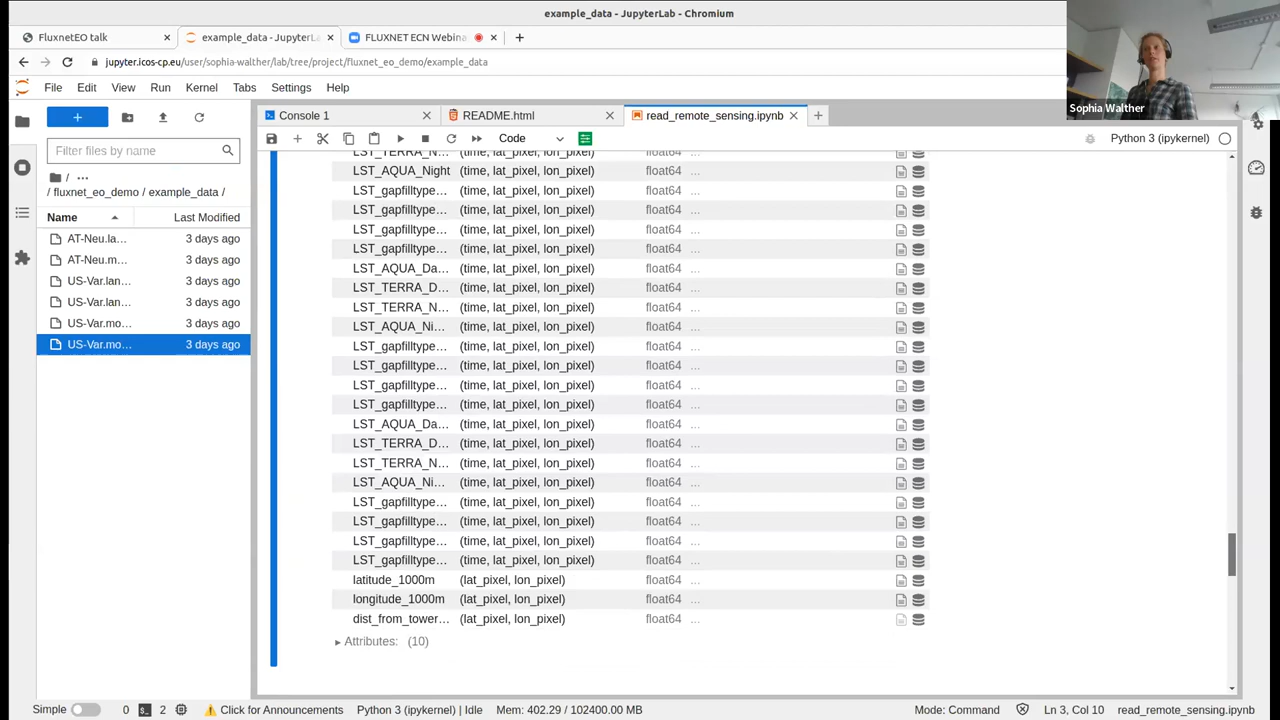 example_data - JupyterLab - Chromium
FluxnetEO talk
example_data - JupyterLa
FLUXNET ECN Webina
jupyter.icos-cp.eu/user/sophia-walther/lab/tree/project/fluxnet_eo_demo/example_data
Sophia Walther
File Edit View Run Kernel Tabs Settings Help
Console 1
README.html
read_remote_sensing.ipynb
Code
Python 3 (ipykernel)
Filter files by name
/ ...
/ fluxnet_eo_demo / example_data /
Name Last Modified
AT-Neu.la... 3 days ago
AT-Neu.m... 3 days ago
US-Var.lan... 3 days ago
US-Var.lan... 3 days ago
US-Var.mo... 3 days ago
US-Var.mo... 3 days ago
LST_TERRA_N... (time, lat_pixel, lon_pixel) float64 ...
LST_AQUA_Night (time, lat_pixel, lon_pixel) float64 ...
LST_gapfilltype... (time, lat_pixel, lon_pixel) float64 ...
LST_gapfilltype... (time, lat_pixel, lon_pixel) float64 ...
LST_gapfilltype... (time, lat_pixel, lon_pixel) float64 ...
LST_gapfilltype... (time, lat_pixel, lon_pixel) float64 ...
LST_AQUA_Da... (time, lat_pixel, lon_pixel) float64 ...
LST_TERRA_D... (time, lat_pixel, lon_pixel) float64 ...
LST_TERRA_N... (time, lat_pixel, lon_pixel) float64 ...
LST_AQUA_Ni... (time, lat_pixel, lon_pixel) float64 ...
LST_gapfilltype... (time, lat_pixel, lon_pixel) float64 ...
LST_gapfilltype... (time, lat_pixel, lon_pixel) float64 ...
LST_gapfilltype... (time, lat_pixel, lon_pixel) float64 ...
LST_gapfilltype... (time, lat_pixel, lon_pixel) float64 ...
LST_AQUA_Da... (time, lat_pixel, lon_pixel) float64 ...
LST_TERRA_D... (time, lat_pixel, lon_pixel) float64 ...
LST_TERRA_N... (time, lat_pixel, lon_pixel) float64 ...
LST_AQUA_Ni... (time, lat_pixel, lon_pixel) float64 ...
LST_gapfilltype... (time, lat_pixel, lon_pixel) float64 ...
LST_gapfilltype... (time, lat_pixel, lon_pixel) float64 ...
LST_gapfilltype... (time, lat_pixel, lon_pixel) float64 ...
LST_gapfilltype... (time, lat_pixel, lon_pixel) float64 ...
latitude_1000m (lat_pixel, lon_pixel) float64 ...
longitude_1000m (lat_pixel, lon_pixel) float64 ...
dist_from_tower... (lat_pixel, lon_pixel) float64 ...
Attributes: (10)
Simple 0 2 Click for Announcements Python 3 (ipykernel) | Idle Mem: 402.29 / 102400.00 MB Mode: Command Ln 3, Col 10 read_remote_sensing.ipynb